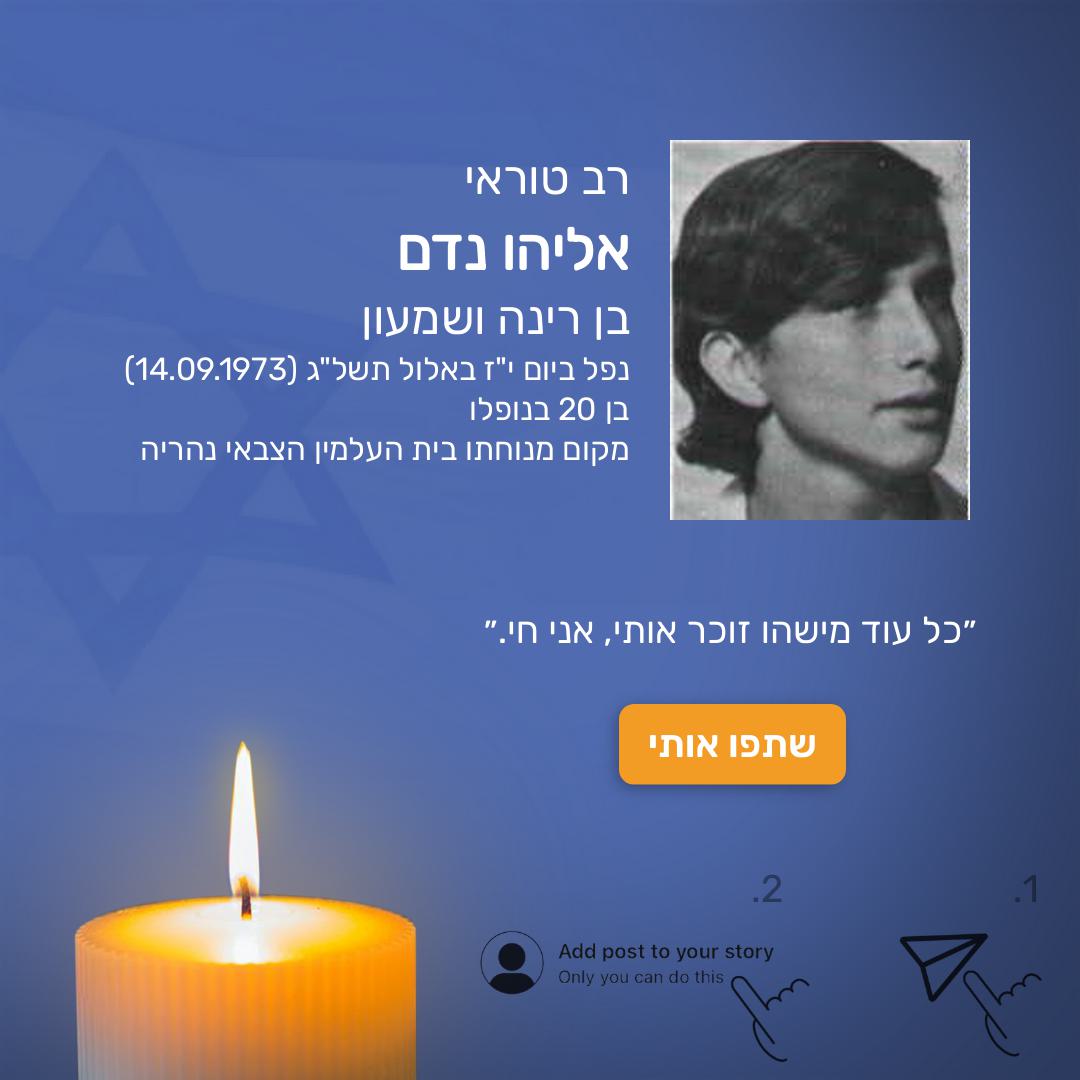 רב טוראי
אליהו נדם
בן רינה ושמעון
נפל ביום י"ז באלול תשל"ג (14.09.1973)
בן 20 בנופלו
מקום מנוחתו בית העלמין הצבאי נהריה
״כל עוד מישהו זוכר אותי, אני חי.״
שתפו אותי
1.
2.
Add post to your story
Only you can do this